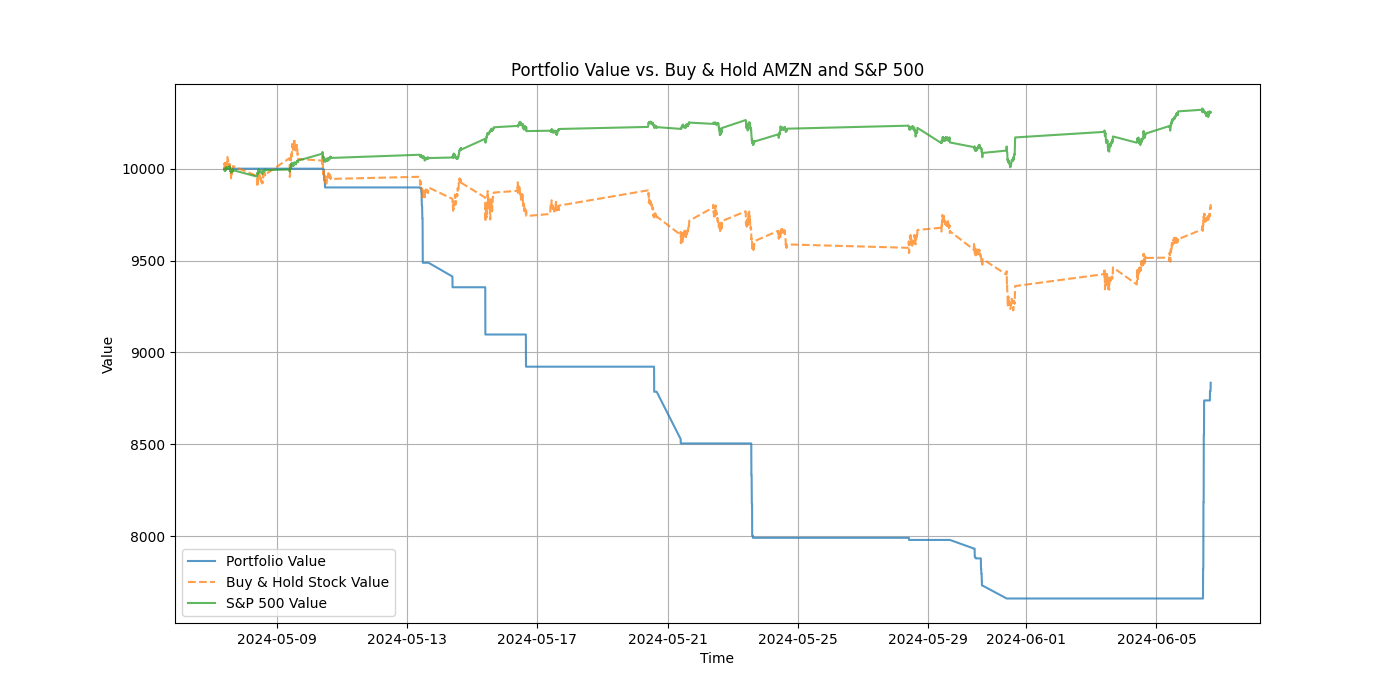 Portfolio Value vs. Buy & Hold AMZN and S&P 500
Value
10000
9500
9000
8500
8000
Portfolio Value
Buy & Hold Stock Value
S&P 500 Value
2024-05-09 2024-05-13 2024-05-17 2024-05-21 2024-05-25 2024-05-29 2024-06-01 2024-06-05
Time